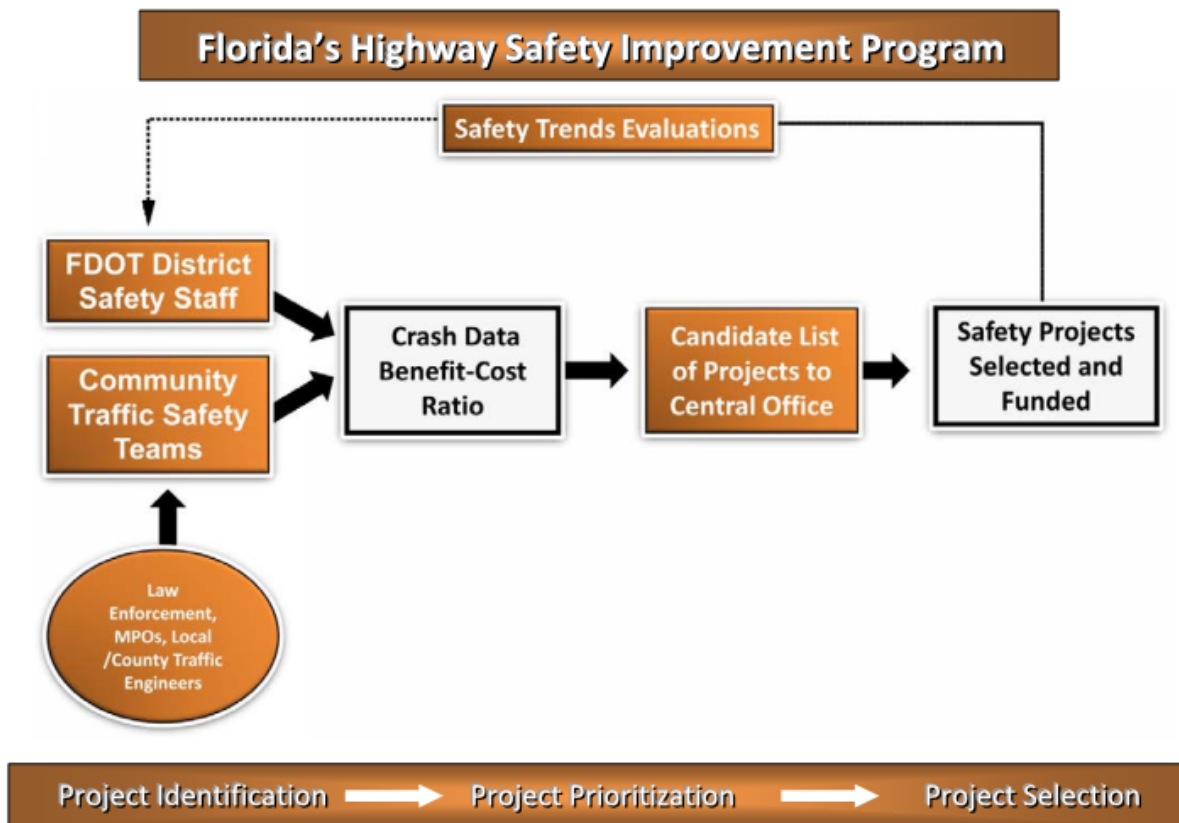 Florida's Highway Safety Improvement Program
Safety Trends Evaluations
FDOT District
Safety Staff
Community
Traffic Safety
Teams
Law
Enforcement,
MPOs, Local
/County Traffic
Engineers
Crash Data
Benefit-Cost
Ratio
Candidate List
of Projects to
Central Office
Safety Projects
Selected and
Funded
Project Identification
Project Prioritization
Project Selection